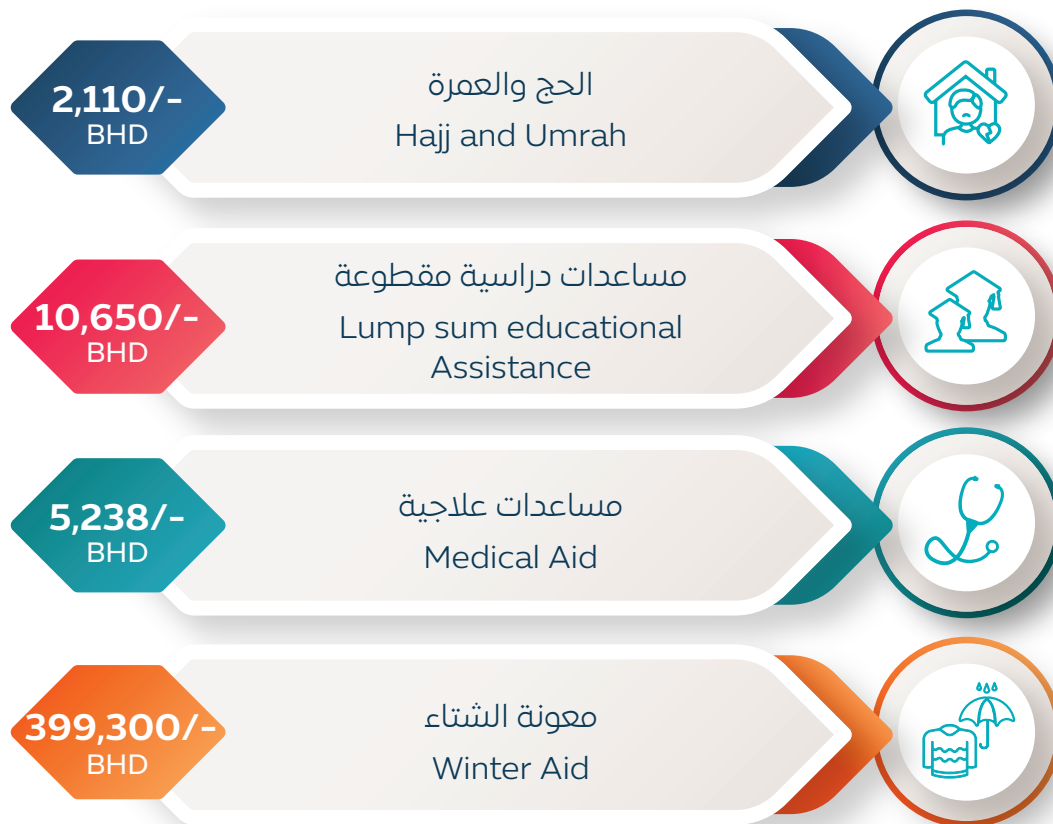 2,110/-
BHD
الحج والعمرة
Hajj and Umrah
10,650/-
BHD
مساعدات دراسية مقطوعة
Lump sum educational
Assistance
5,238/-
BHD
مساعدات علاجية
Medical Aid
399,300/-
BHD
معونة الشتاء
Winter Aid